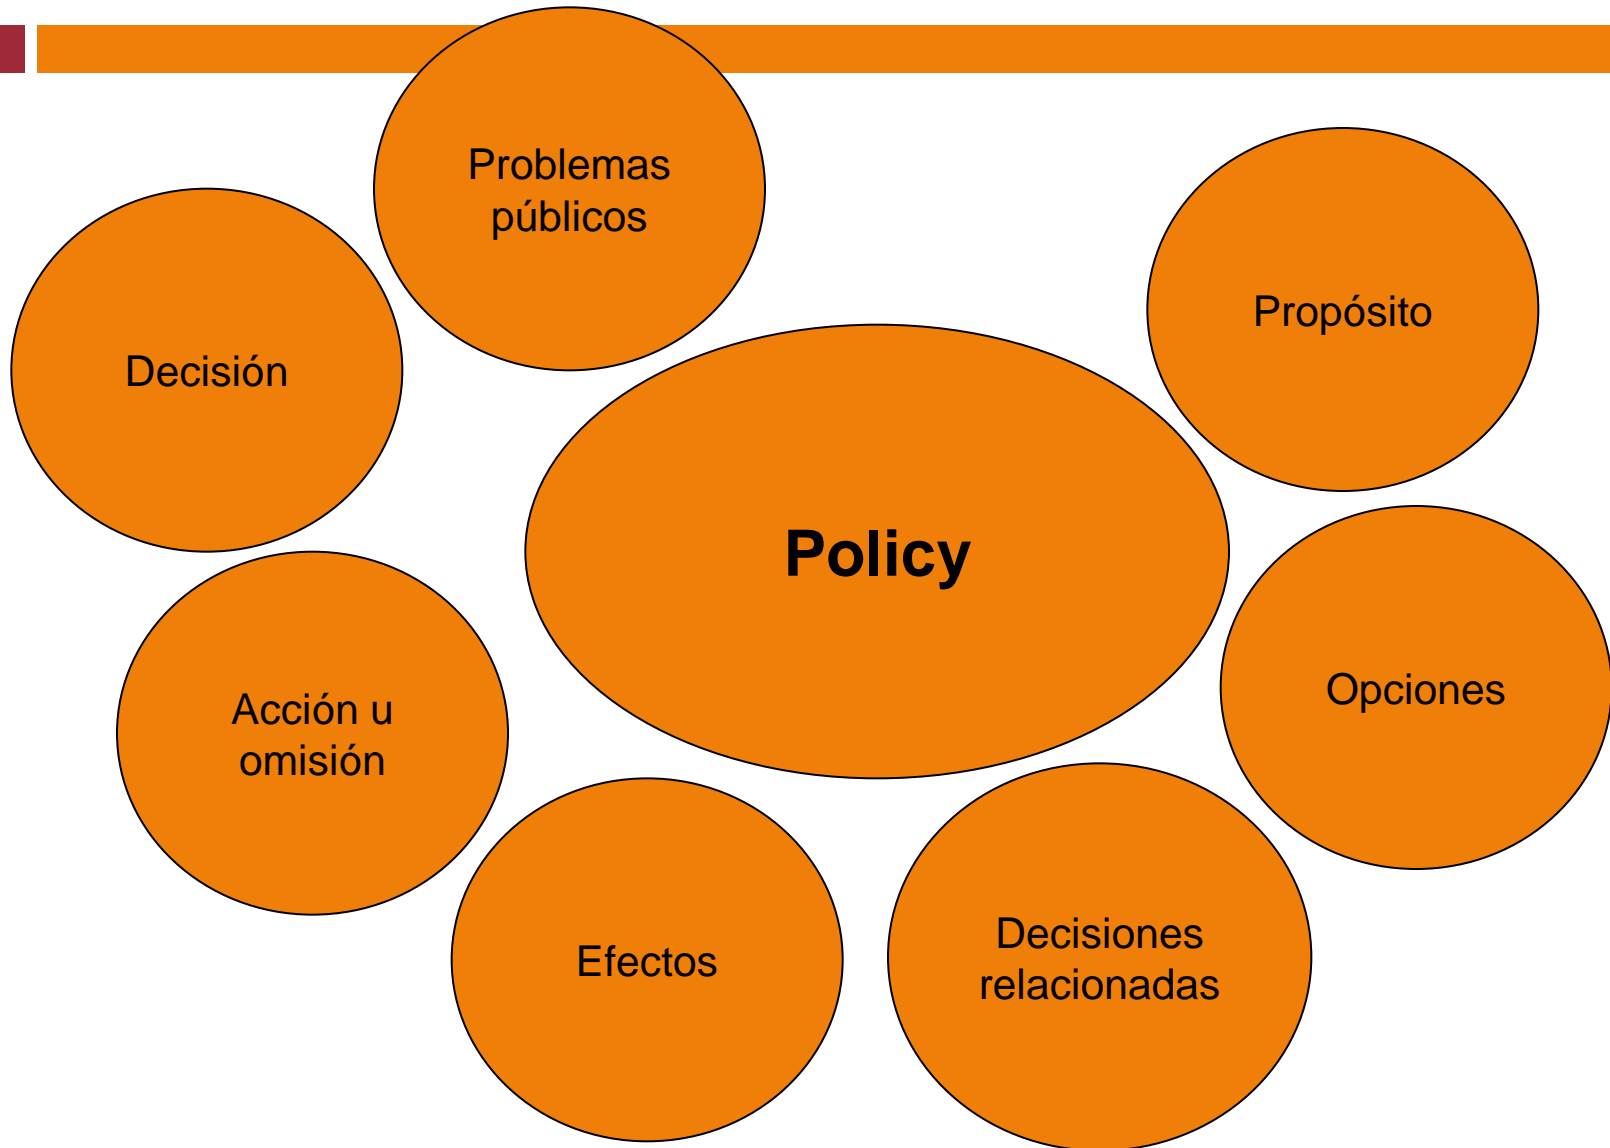 Problemas
públicos
Propósito
Decisión
Policy
Opciones
Acción u
omisión
Efectos
Decisiones
relacionadas